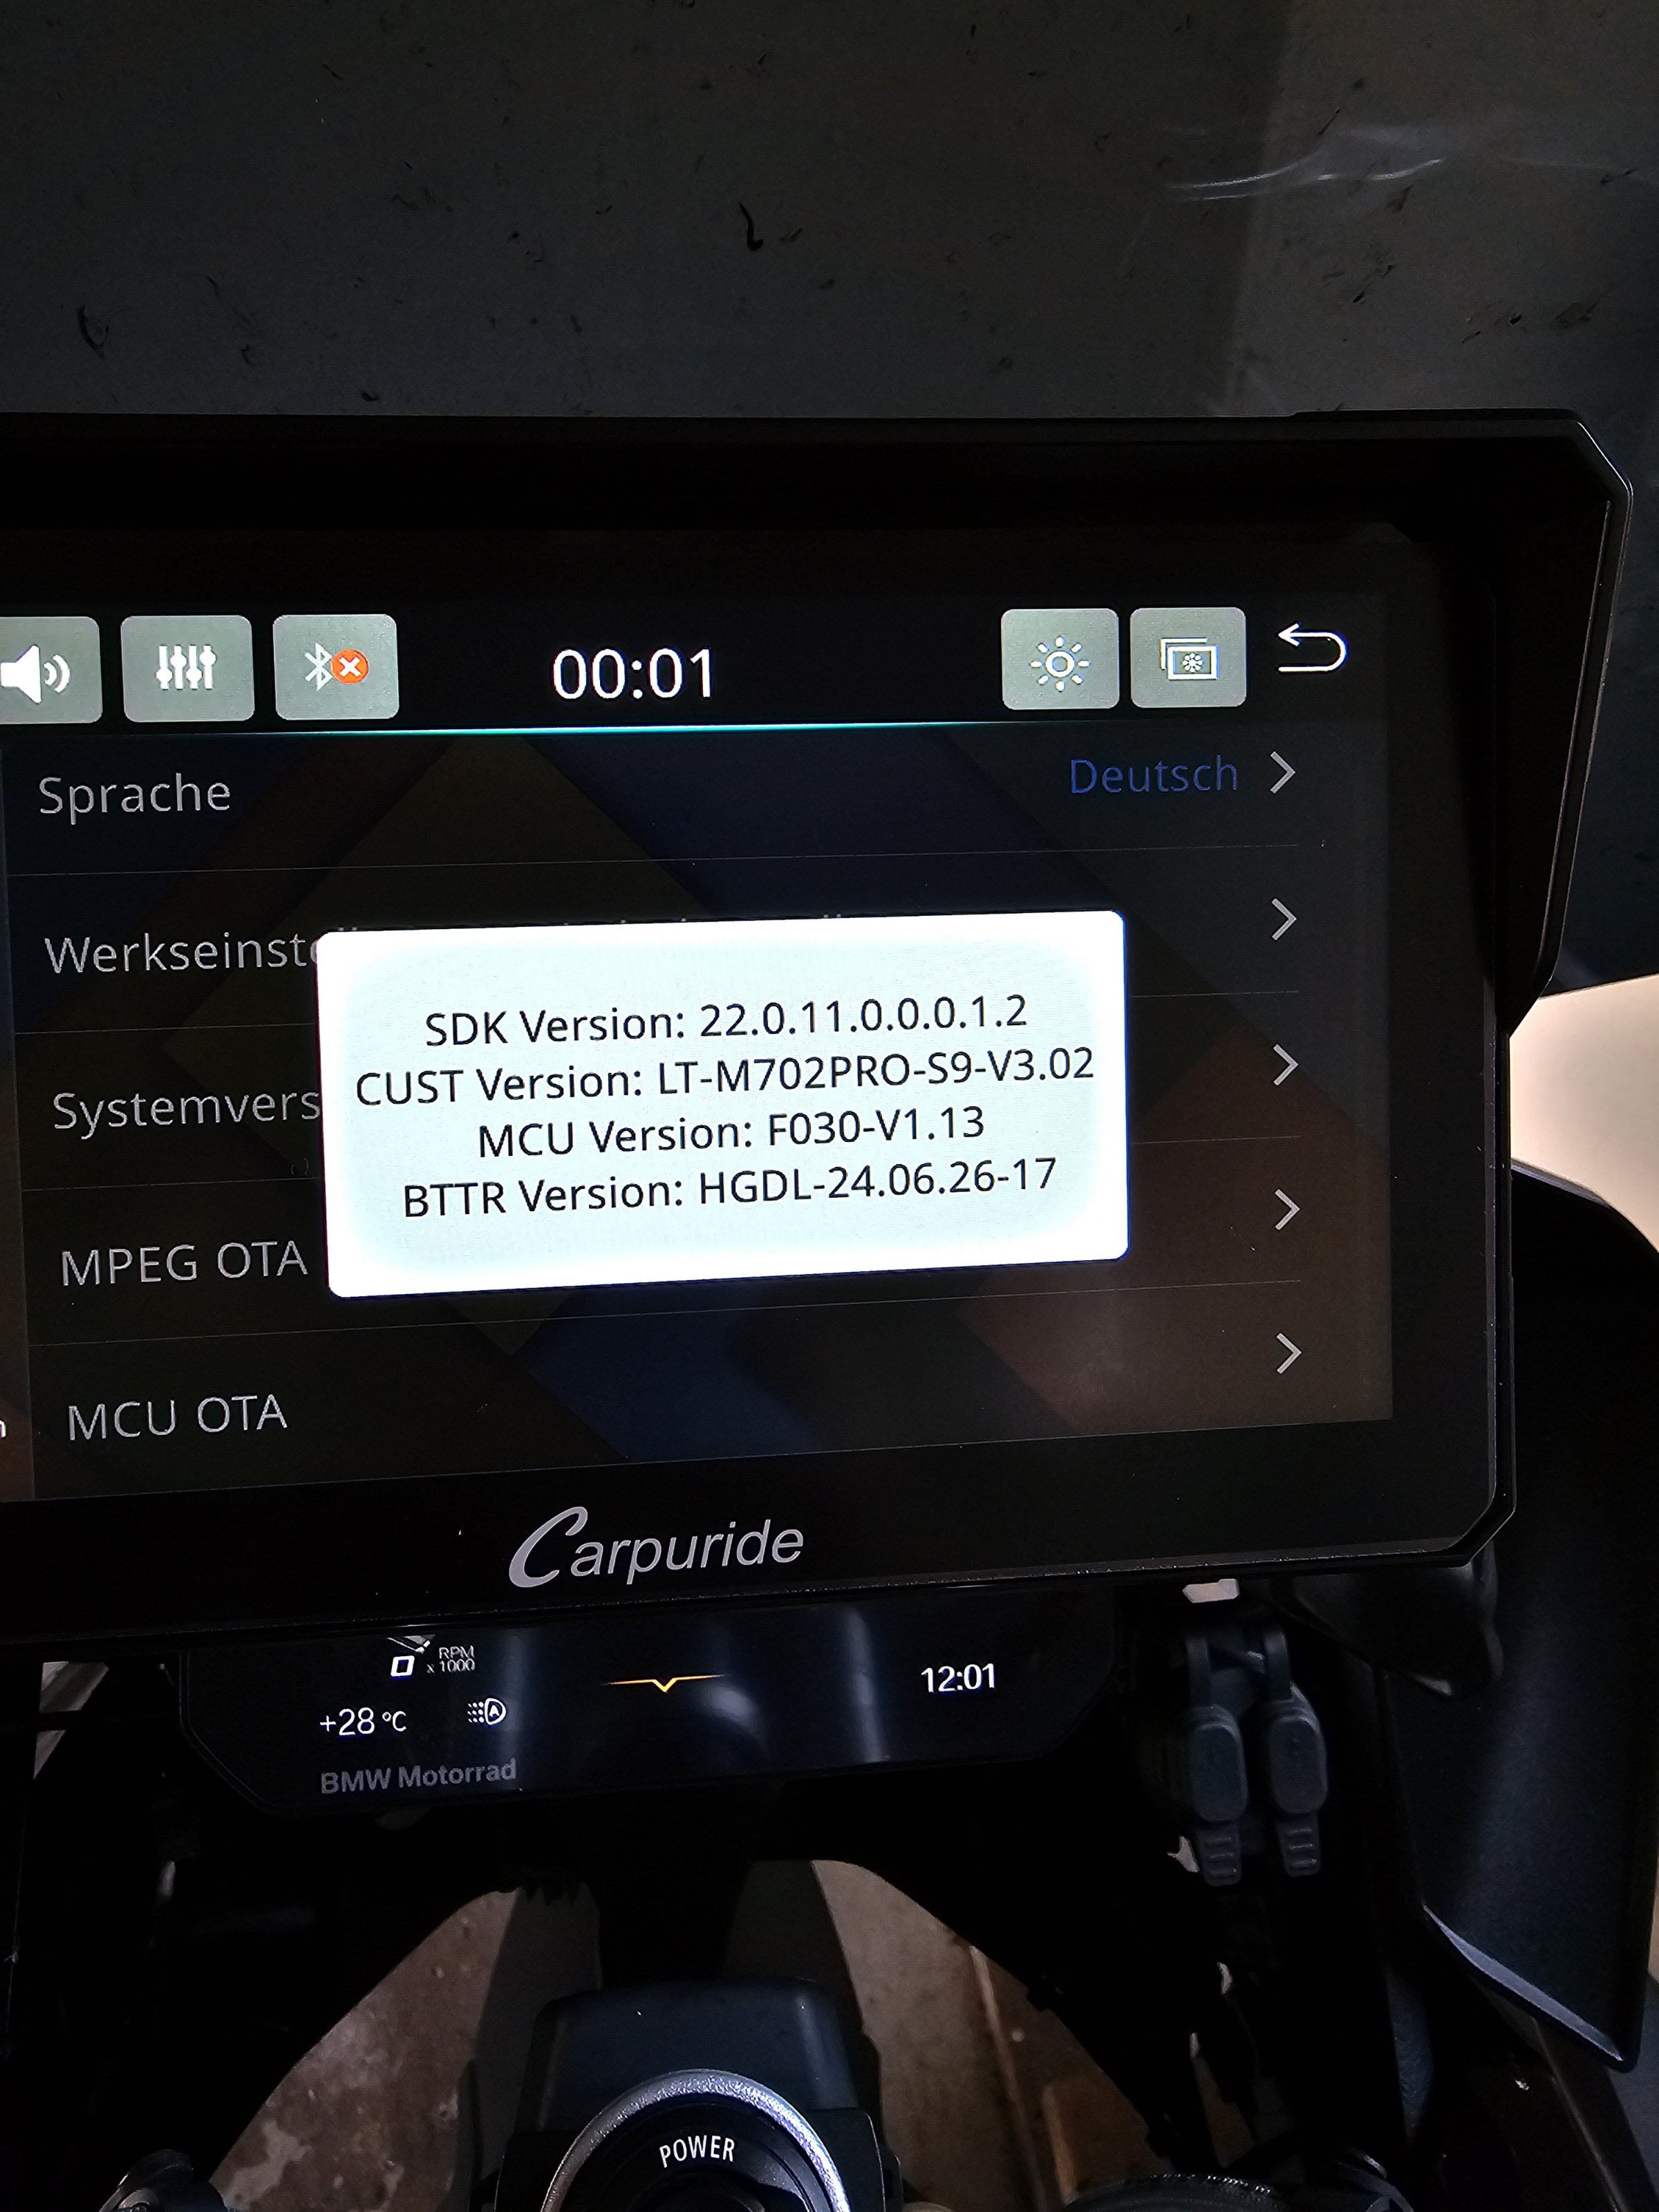 00:01
Sprache
Deutsch
SDK Version: 22.0.11.0.0.0.1.2
CUST Version: LT-M702PRO-S9-V3.02
MCU Version: F030-V1.13
BTTR Version: HGDL-24.06.26-17
MPEG OTA
MCU OTA
Carpuride
0 RPM
x 1000
12:01
+28 °C
A
BMW Motorrad
POWER